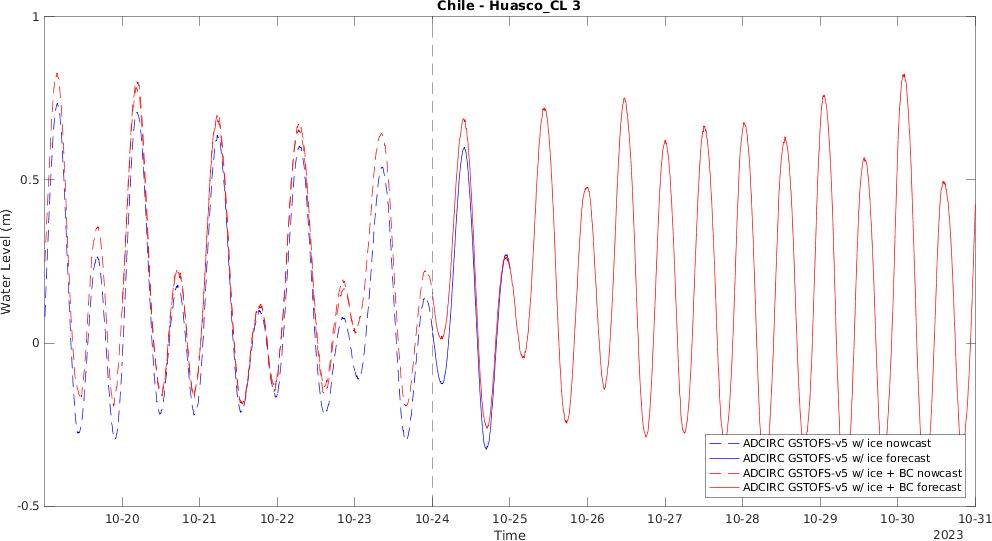 Chile - Huasco_CL 3
1
0.5
0
-0.5
Water Level (m)
10-20 10-21 10-22 10-23 10-24 10-25 10-26 10-27 10-28 10-29 10-30 10-31
Time
2023
ADCIRC GSTOFS-v5 w/ ice nowcast
ADCIRC GSTOFS-v5 w/ ice forecast
ADCIRC GSTOFS-v5 w/ ice + BC nowcast
ADCIRC GSTOFS-v5 w/ ice + BC forecast